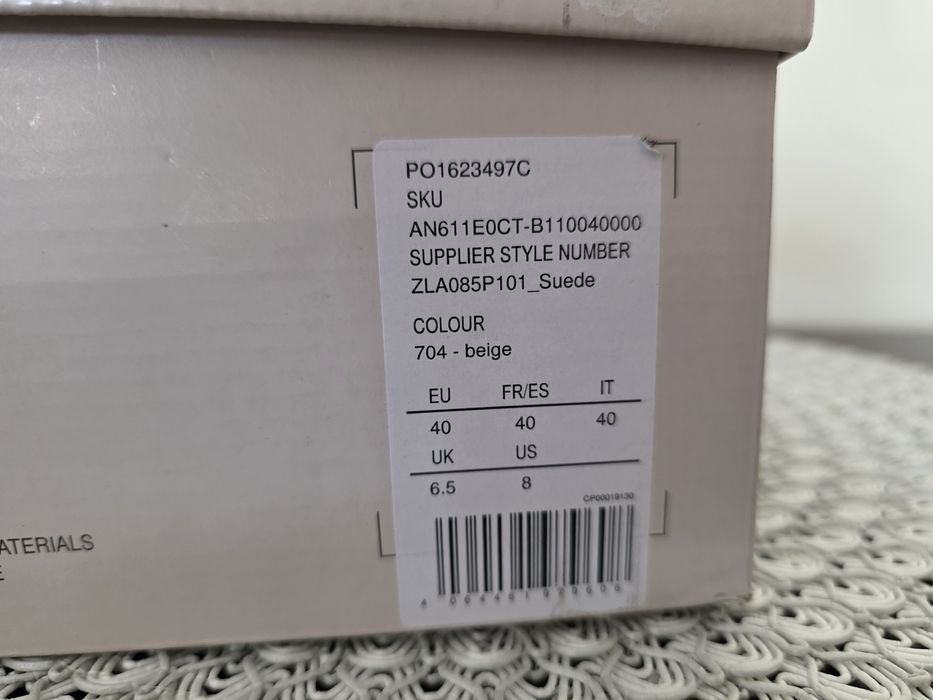 PO1623497C
SKU
AN611E0CT-B110040000
SUPPLIER STYLE NUMBER
ZLA085P101_Suede
COLOUR
704 - beige
EU FR/ES IT
40 40 40
UK US
6.5 8
CP00019130
ATERIALS
E